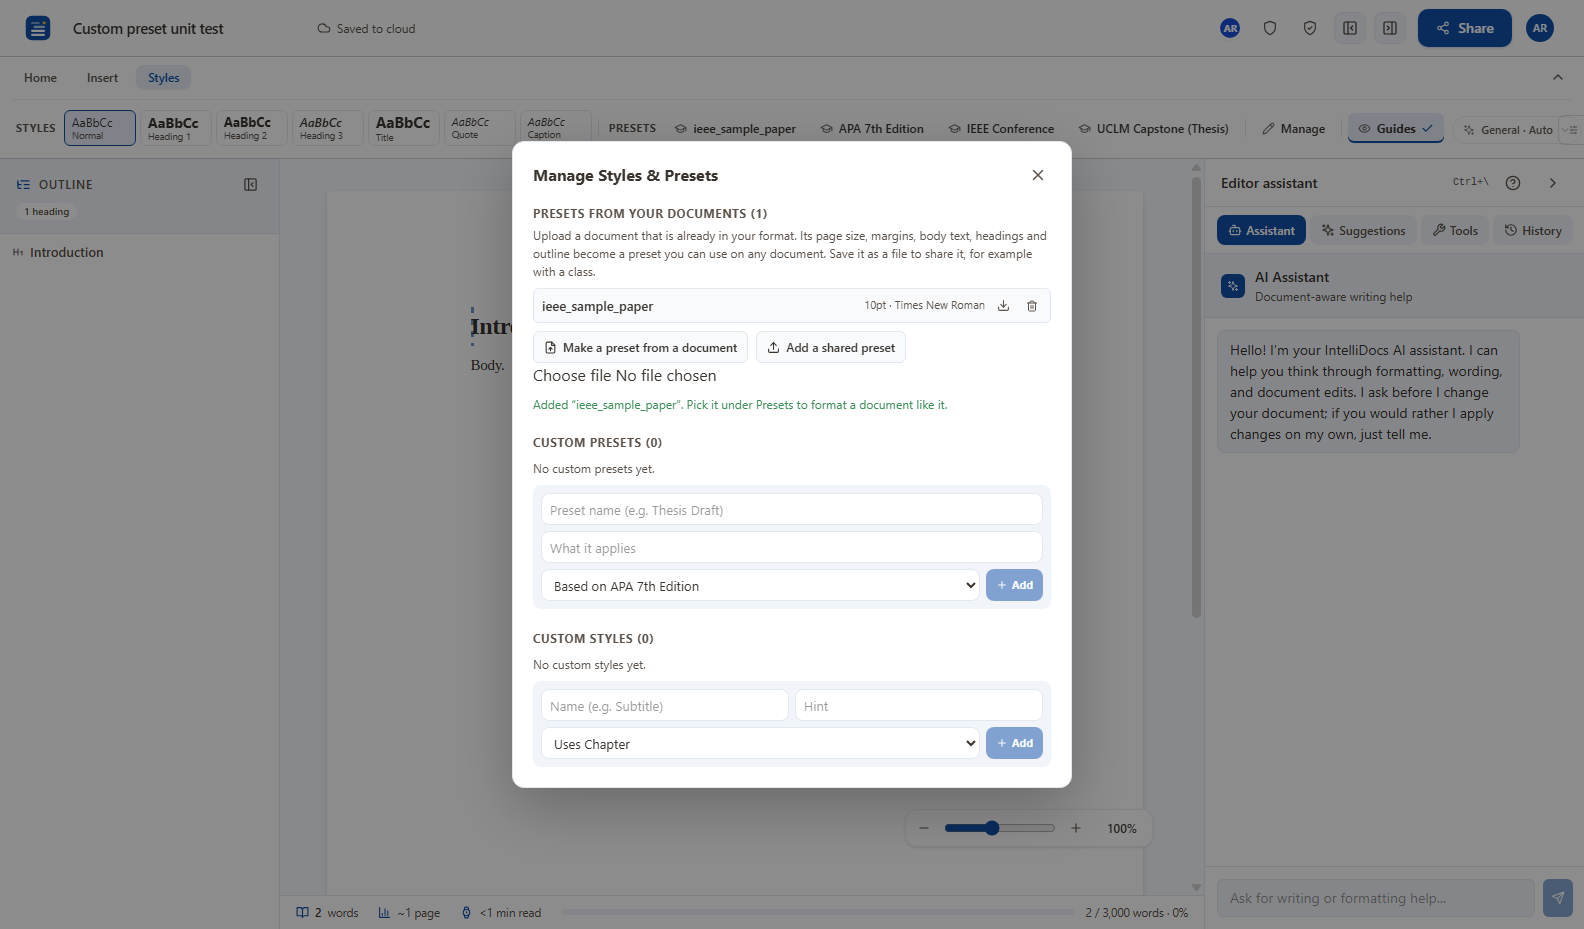 Custom preset unit test
Saved to cloud
AR
Share
AR
Home
Insert
Styles
STYLES
AaBbCc
Normal
AaBbCc
Heading 1
AaBbCc
Heading 2
AaBbCc
Heading 3
AaBbCc
Title
AaBbCc
Quote
AaBbCc
Caption
PRESETS
ieee_sample_paper
APA 7th Edition
IEEE Conference
UCLM Capstone (Thesis)
Manage
Guides
General · Auto
OUTLINE
1 heading
H1 Introduction
Intro
Body.
Manage Styles & Presets
PRESETS FROM YOUR DOCUMENTS (1)
Upload a document that is already in your format. Its page size, margins, body text, headings and
outline become a preset you can use on any document. Save it as a file to share it, for example
with a class.
ieee_sample_paper
10pt · Times New Roman
Make a preset from a document
Add a shared preset
Choose file No file chosen
Added “ieee_sample_paper”. Pick it under Presets to format a document like it.
CUSTOM PRESETS (0)
No custom presets yet.
Preset name (e.g. Thesis Draft)
What it applies
Based on APA 7th Edition
+ Add
CUSTOM STYLES (0)
No custom styles yet.
Name (e.g. Subtitle)
Hint
Uses Chapter
+ Add
100%
2 words
~1 page
<1 min read
2 / 3,000 words · 0%
Editor assistant
Ctrl+\
Assistant
Suggestions
Tools
History
AI Assistant
Document-aware writing help
Hello! I'm your IntelliDocs AI assistant. I can
help you think through formatting, wording,
and document edits. I ask before I change
your document; if you would rather I apply
changes on my own, just tell me.
Ask for writing or formatting help...